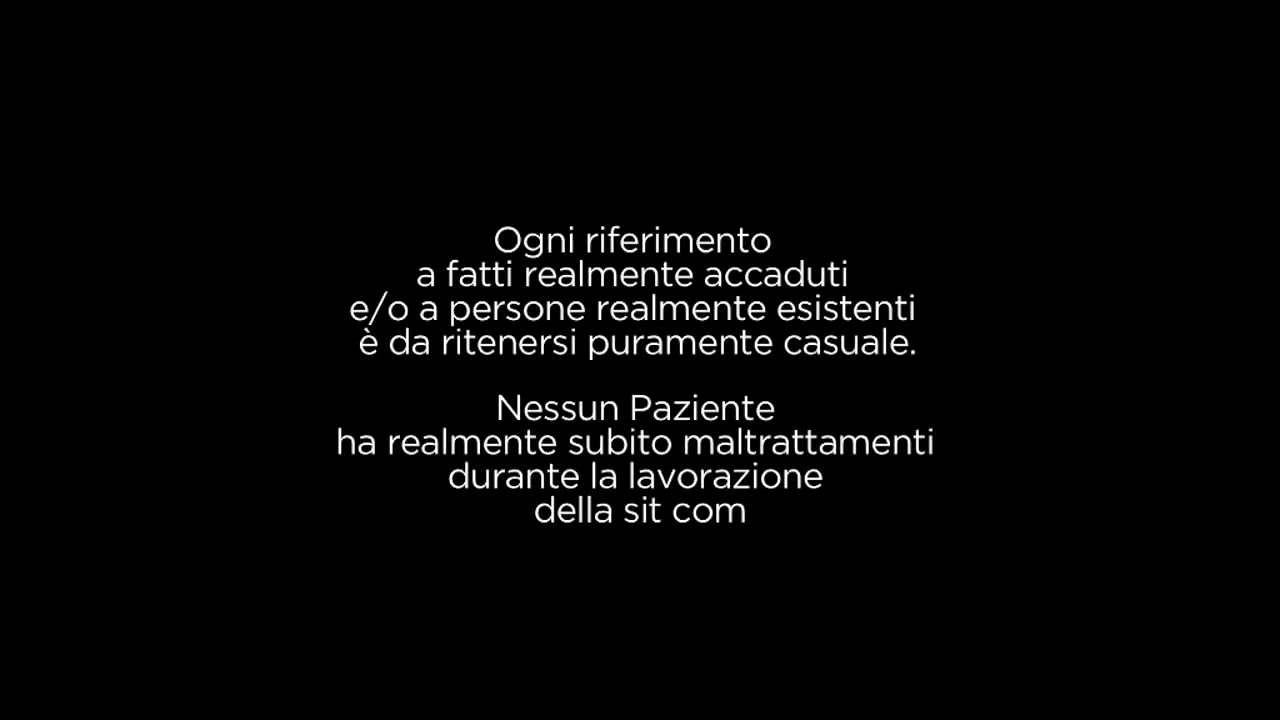 Ogni riferimento
a fatti realmente accaduti
e/o a persone realmente esistenti
è da ritenersi puramente casuale.
Nessun Paziente
ha realmente subito maltrattamenti
durante la lavorazione
della sit com